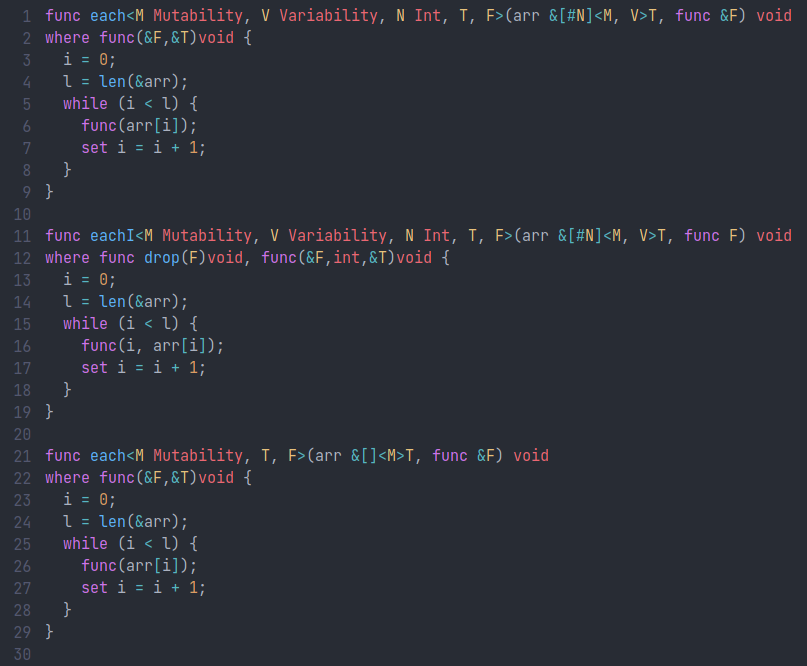 1 func each<M Mutability, V Variability, N Int, T, F>(arr &[#N]<M, V>T, func &F) void
2 where func(&F,&T)void {
3   i = 0;
4   l = len(&arr);
5   while (i < l) {
6     func(arr[i]);
7     set i = i + 1;
8   }
9 }
10
11 func eachI<M Mutability, V Variability, N Int, T, F>(arr &[#N]<M, V>T, func F) void
12 where func drop(F)void, func(&F,int,&T)void {
13   i = 0;
14   l = len(&arr);
15   while (i < l) {
16     func(i, arr[i]);
17     set i = i + 1;
18   }
19 }
20
21 func each<M Mutability, T, F>(arr &[]<M>T, func &F) void
22 where func(&F,&T)void {
23   i = 0;
24   l = len(&arr);
25   while (i < l) {
26     func(arr[i]);
27     set i = i + 1;
28   }
29 }
30